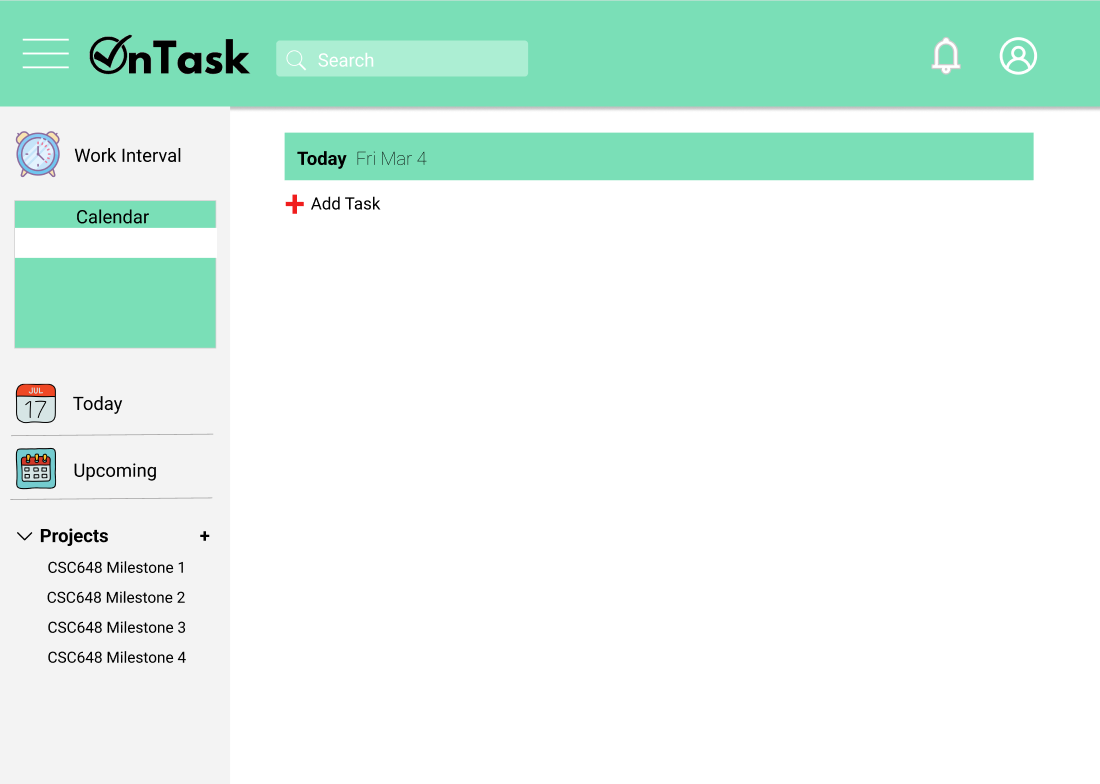 OnTask
Search
Work Interval
Calendar
Today Fri Mar 4
Add Task
JUL
17
Today
Upcoming
Projects +
CSC648 Milestone 1
CSC648 Milestone 2
CSC648 Milestone 3
CSC648 Milestone 4